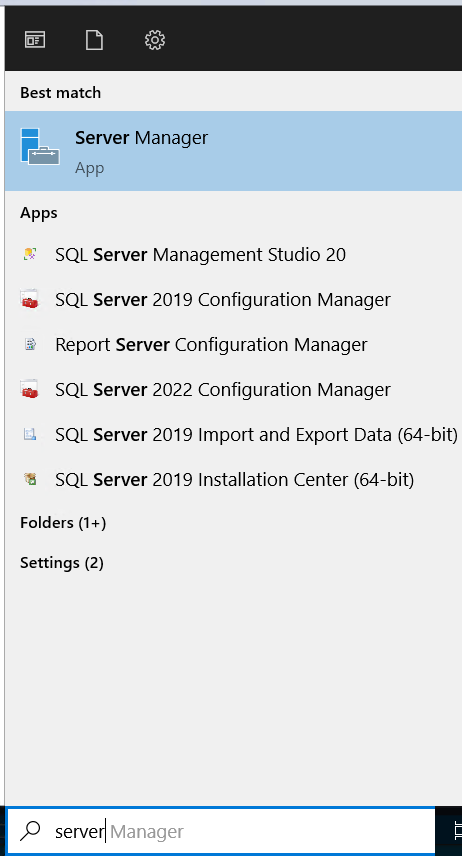 Best match
Server Manager
App
Apps
SQL Server Management Studio 20
SQL Server 2019 Configuration Manager
Report Server Configuration Manager
SQL Server 2022 Configuration Manager
SQL Server 2019 Import and Export Data (64-bit)
SQL Server 2019 Installation Center (64-bit)
Folders (1+)
Settings (2)
server Manager